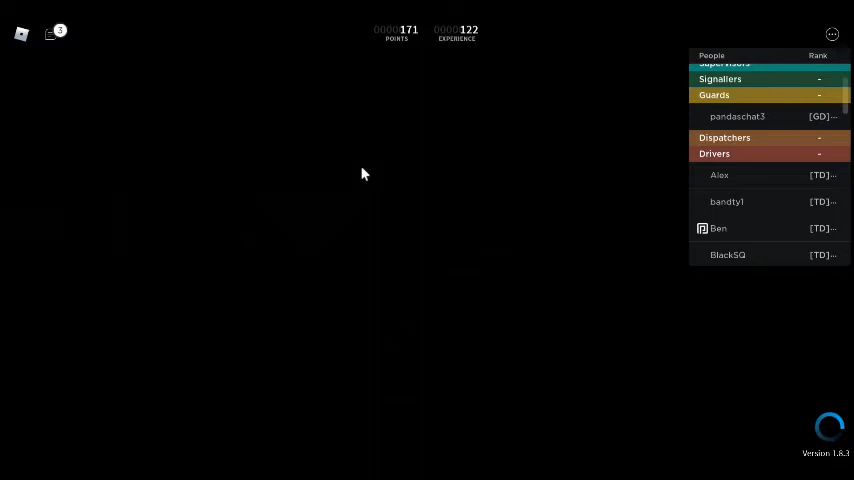 3
0000171 0000122
POINTS EXPERIENCE
People Rank
Supervisors
Signallers -
Guards -
pandaschat3 [GD]...
Dispatchers -
Drivers -
Alex [TD]...
bandty1 [TD]...
Ben [TD]...
BlackSQ [TD]...
Version 1.8.3